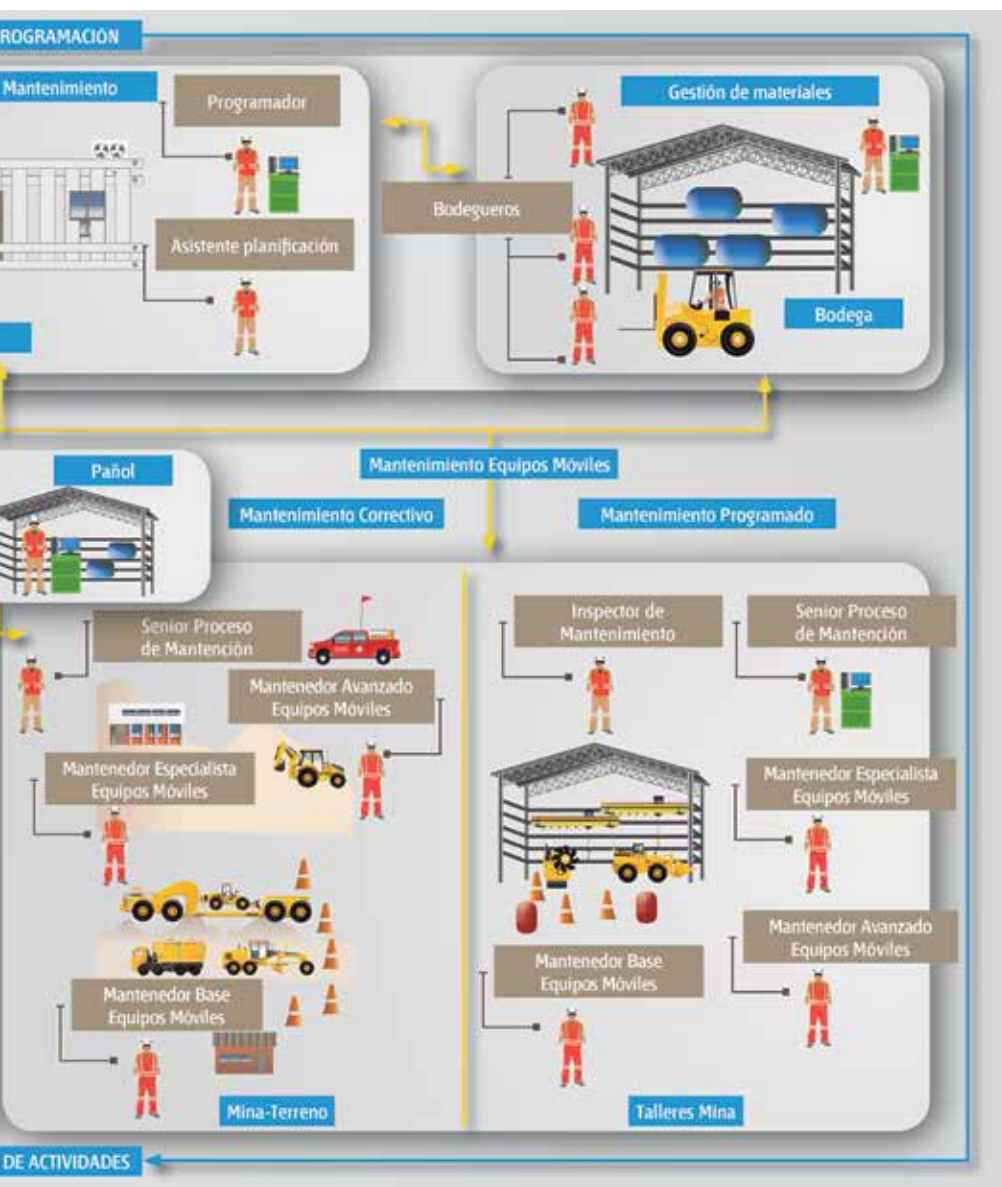 ROGRAMACIÓN
Mantenimiento
Programador
Asistente planificación
Gestión de materiales
Bodegueros
Bodega
Mantenimiento Equipos Móviles
Pañol
Mantenimiento Correctivo
Mantenimiento Programado
Senior Proceso
de Mantención
Mantenedor Avanzado
Equipos Móviles
Mantenedor Especialista
Equipos Móviles
Mantenedor Base
Equipos Móviles
Mina-Terreno
Inspector de
Mantenimiento
Senior Proceso
de Mantención
Mantenedor Especialista
Equipos Móviles
Mantenedor Avanzado
Equipos Móviles
Mantenedor Base
Equipos Móviles
Talleres Mina
DE ACTIVIDADES